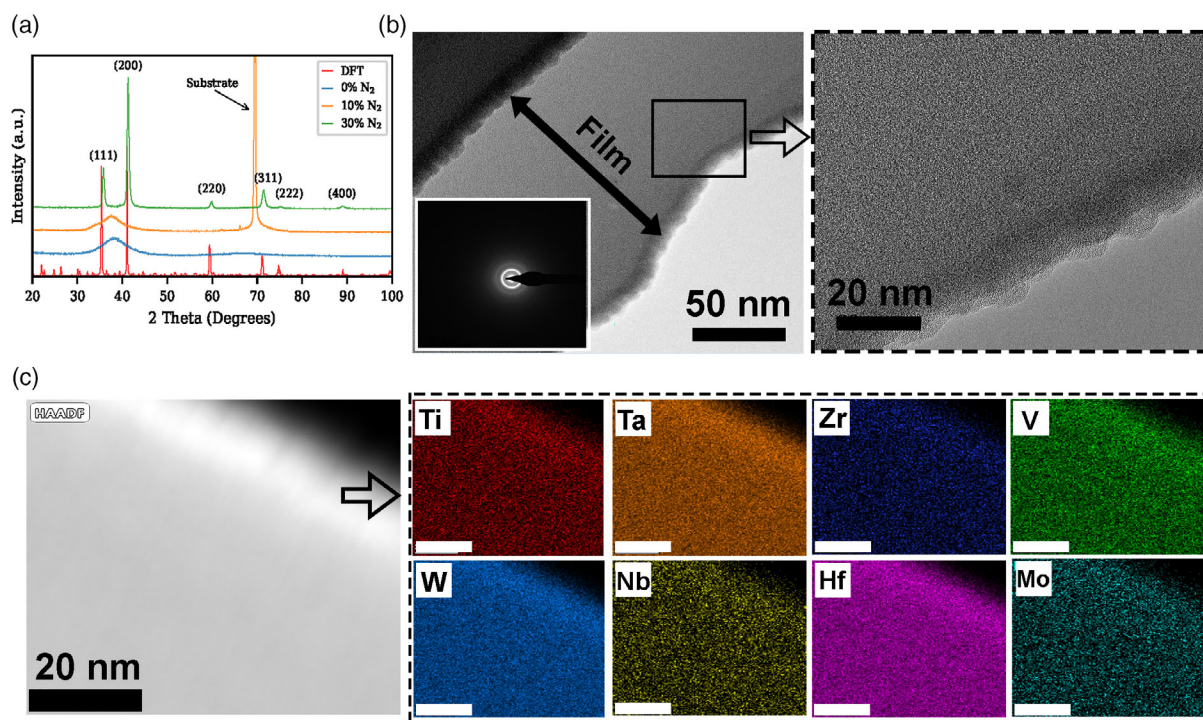 (a)
Intensity (a.u.)
(111)
(200)
Substrate
(220)
(311)
(222)
(400)
DFT
0% N₂
10% N₂
30% N₂
20 30 40 50 60 70 80 90 100
2 Theta (Degrees)
(b)
Film
50 nm
20 nm
(c)
HAADF
20 nm
Ti
Ta
Zr
V
W
Nb
Hf
Mo